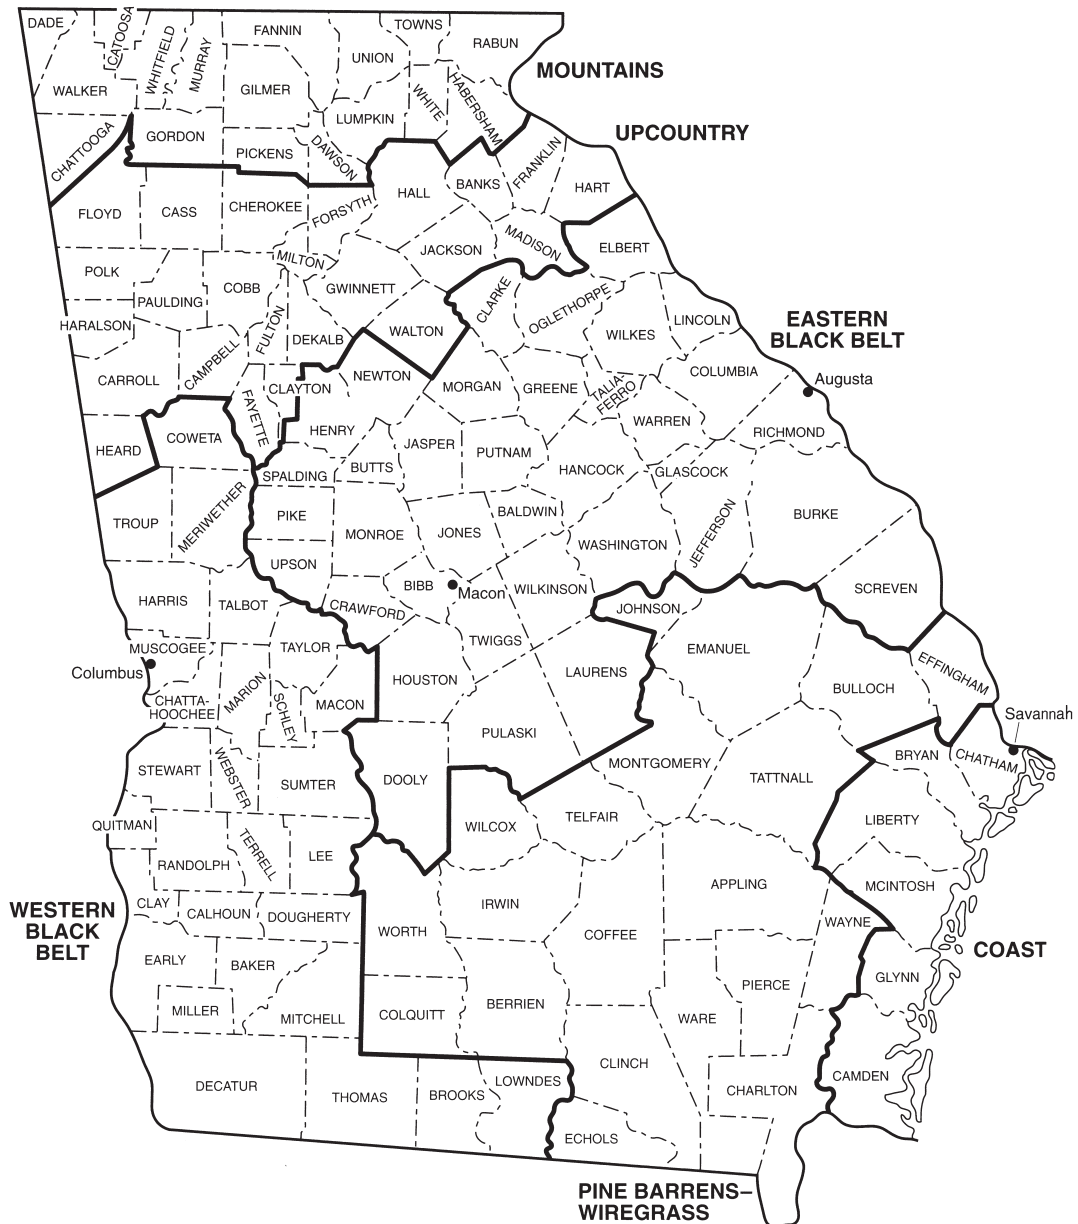 DADE
CATOOSA
WHITFIELD
MURRAY
FANNIN
UNION
TOWNS
RABUN
MOUNTAINS
WALKER
GILMER
LUMPKIN
WHITE
HABERSHAM
UPCOUNTRY
CHATTOOGA
GORDON
PICKENS
DAWSON
HALL
BANKS
FRANKLIN
HART
FLOYD
CASS
CHEROKEE
FORSYTH
JACKSON
MADISON
ELBERT
POLK
PAULDING
COBB
MILTON
GWINNETT
CLARKE
OGLETHORPE
WILKES
LINCOLN
EASTERN
BLACK BELT
HARALSON
CAMPBELL
FULTON
DEKALB
WALTON
CARROLL
CLAYTON
NEWTON
MORGAN
GREENE
TALIA-
FERRO
COLUMBIA
Augusta
FAYETTE
WARREN
RICHMOND
HEARD
COWETA
HENRY
JASPER
PUTNAM
HANCOCK
GLASCOCK
SPALDING
BUTTS
TROUP
MERIWETHER
PIKE
MONROE
JONES
BALDWIN
WASHINGTON
JEFFERSON
BURKE
UPSON
BIBB
Macon
WILKINSON
SCREVEN
HARRIS
TALBOT
CRAWFORD
JOHNSON
MUSCOGEE
TAYLOR
TWIGGS
EMANUEL
Columbus
CHATTA-
HOOCHEE
MARION
SCHLEY
MACON
HOUSTON
LAURENS
BULLOCH
EFFINGHAM
Savannah
STEWART
WEBSTER
SUMTER
DOOLY
PULASKI
MONTGOMERY
TATTNALL
BRYAN
CHATHAM
QUITMAN
RANDOLPH
TERRELL
LEE
WILCOX
TELFAIR
LIBERTY
WESTERN
BLACK
BELT
CLAY
CALHOUN
DOUGHERTY
WORTH
IRWIN
COFFEE
APPLING
MCINTOSH
WAYNE
COAST
EARLY
BAKER
MILLER
MITCHELL
COLQUITT
BERRIEN
WARE
PIERCE
GLYNN
DECATUR
THOMAS
BROOKS
LOWNDES
CLINCH
CHARLTON
CAMDEN
ECHOLS
PINE BARRENS–
WIREGRASS